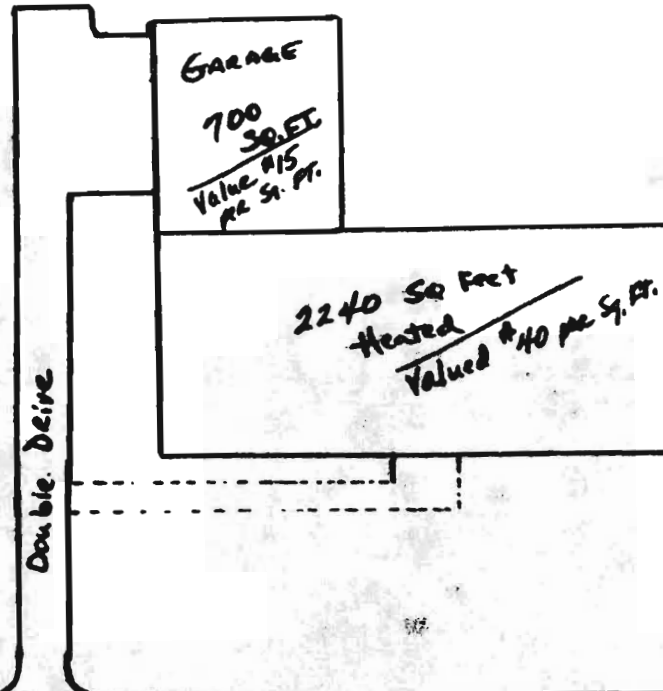 GARAGE
700
SQ.FT
Value $15
per Sq. FT.
2240 SQ Feet
Heated
Valued $40 per Sq. FT.
Double. Drive